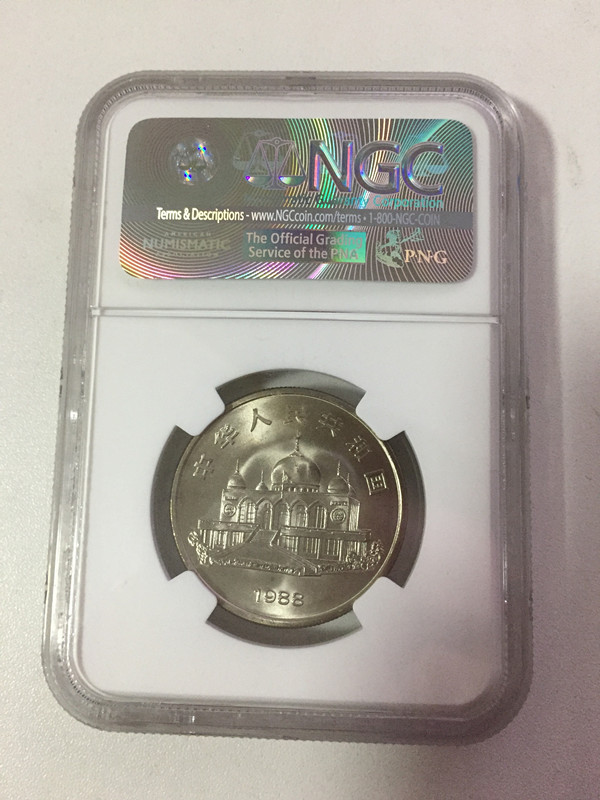 NGC
Corporation
Terms & Descriptions - www.NGCcoin.com/terms • 1-800-NGC-COIN
AMERICAN
NUMISMATIC
The Official Grading
Service of the PNA
P·N·G
中华人民共和国
1988